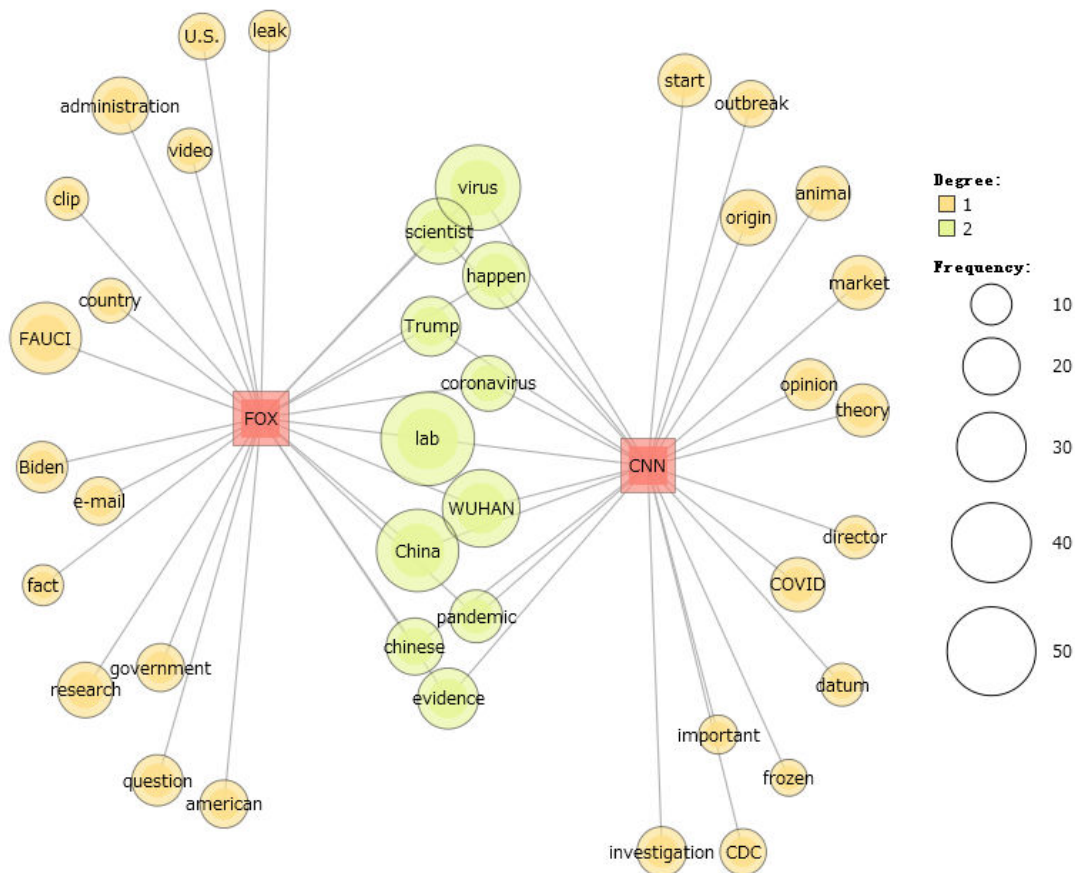 U.S.
leak
administration
video
clip
country
FAUCI
FOX
Biden
e-mail
fact
government
research
question
american
virus
scientist
happen
Trump
coronavirus
lab
WUHAN
China
pandemic
chinese
evidence
start
outbreak
animal
origin
market
opinion
theory
CNN
director
COVID
datum
important
frozen
investigation
CDC
Degree:
1
2
Frequency:
10
20
30
40
50